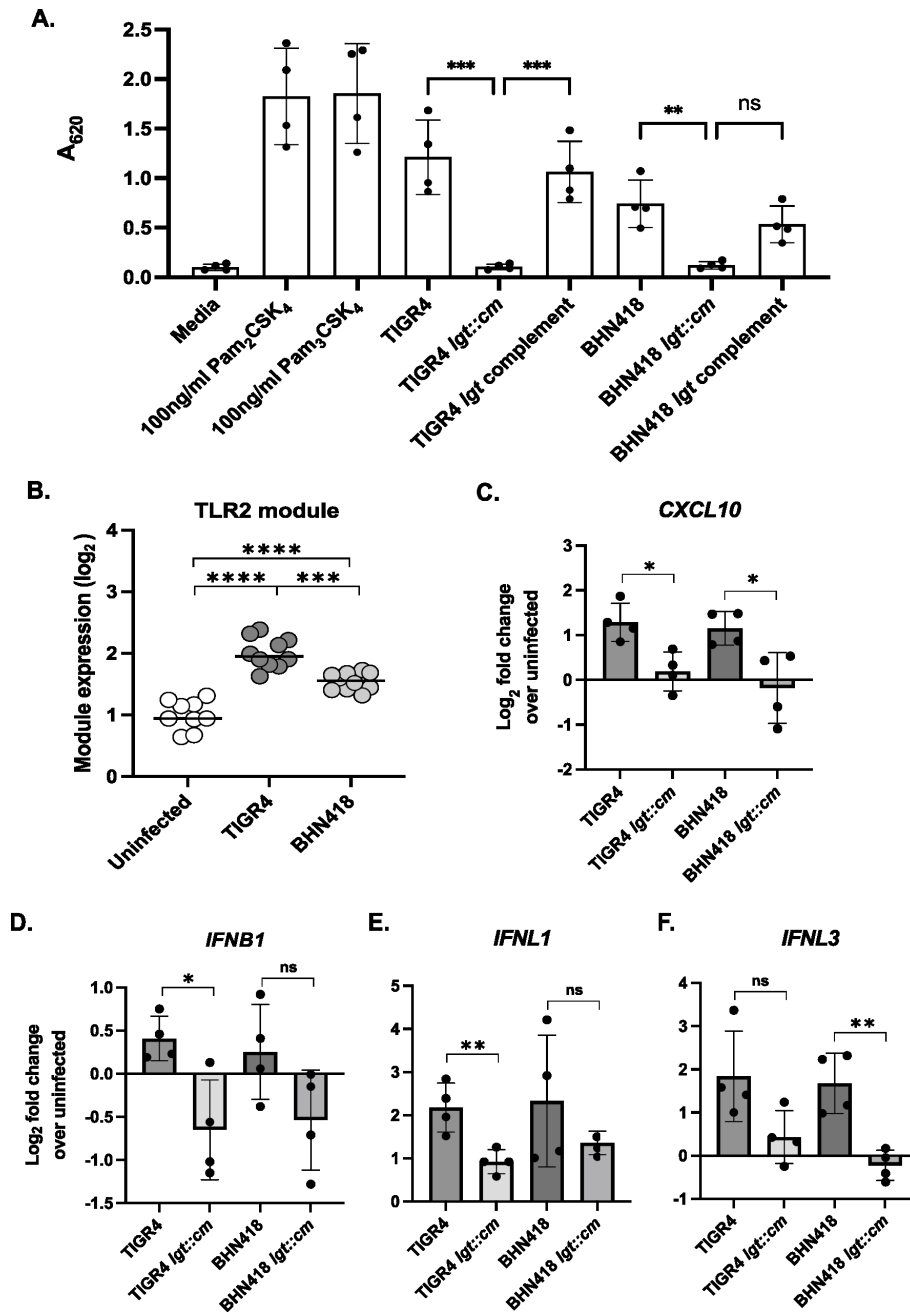 A.
A620
2.5
2.0
1.5
1.0
0.5
0.0
*** *** ** ns
Media
100ng/ml Pam2CSK4
100ng/ml Pam3CSK4
TIGR4
TIGR4 lgt::cm
TIGR4 lgt complement
BHN418
BHN418 lgt::cm
BHN418 lgt complement
B.
TLR2 module
Module expression (log2)
4
3
2
1
0
****
**** ***
Uninfected
TIGR4
BHN418
C.
CXCL10
Log2 fold change
over uninfected
3
2
1
0
-1
-2
* *
TIGR4
TIGR4 lgt::cm
BHN418
BHN418 lgt::cm
D.
IFNB1
Log2 fold change
over uninfected
1.0
0.5
0.0
-0.5
-1.0
-1.5
* ns
TIGR4
TIGR4 lgt::cm
BHN418
BHN418 lgt::cm
E.
IFNL1
5
4
3
2
1
0
** ns
TIGR4
TIGR4 lgt::cm
BHN418
BHN418 lgt::cm
F.
IFNL3
4
3
2
1
0
-1
ns **
TIGR4
TIGR4 lgt::cm
BHN418
BHN418 lgt::cm